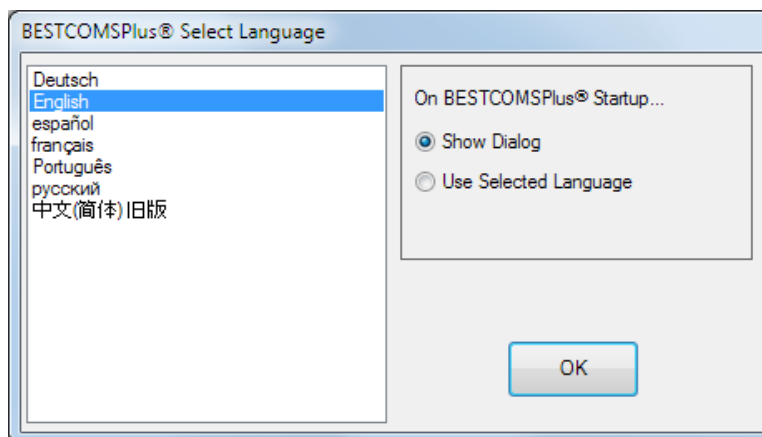 BESTCOMSPlus® Select Language
Deutsch
English
español
français
Português
русский
中文(简体) 旧版
On BESTCOMSPlus® Startup...
Show Dialog
Use Selected Language
OK